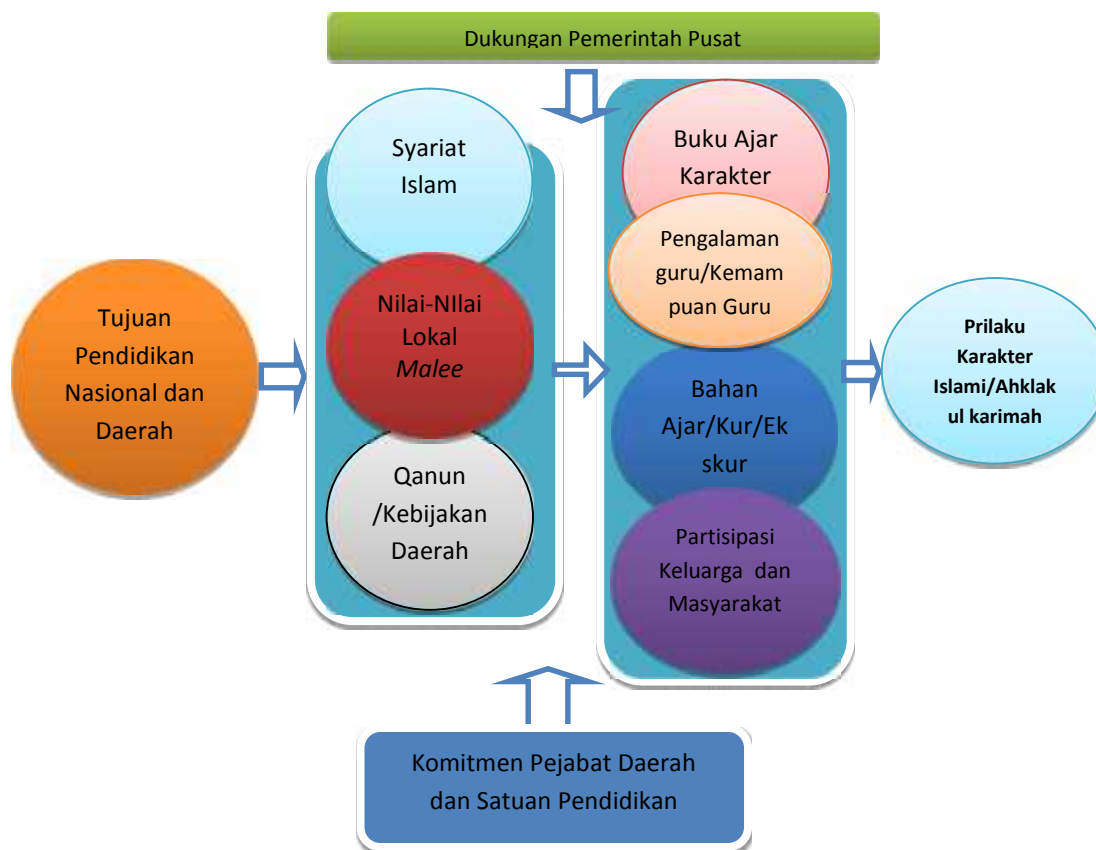 Dukungan Pemerintah Pusat
Syariat
Islam
Buku Ajar
Karakter
Pengalaman
guru/Kemam
puan Guru
Tujuan
Pendidikan
Nasional dan
Daerah
Nilai-NIlai
Lokal
Malee
Prilaku
Karakter
Islami/Ahklak
ul karimah
Bahan
Ajar/Kur/Ek
skur
Qanun
/Kebijakan
Daerah
Partisipasi
Keluarga dan
Masyarakat
Komitmen Pejabat Daerah
dan Satuan Pendidikan